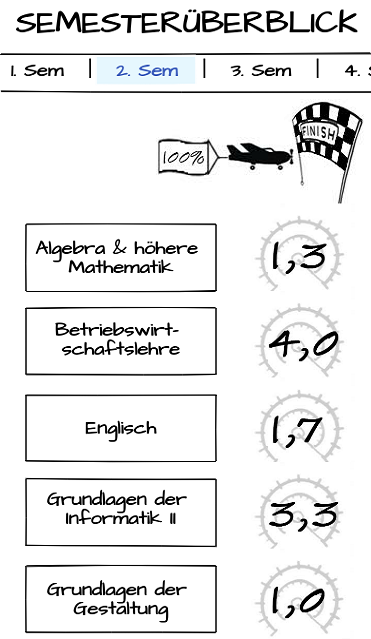 SEMESTERÜBERBLICK
1. Sem | 2. Sem | 3. Sem | 4.
100%
FINISH
Algebra & höhere
Mathematik
1,3
Betriebswirt-
schaftslehre
4,0
Englisch
1,7
Grundlagen der
Informatik II
3,3
Grundlagen der
Gestaltung
1,0